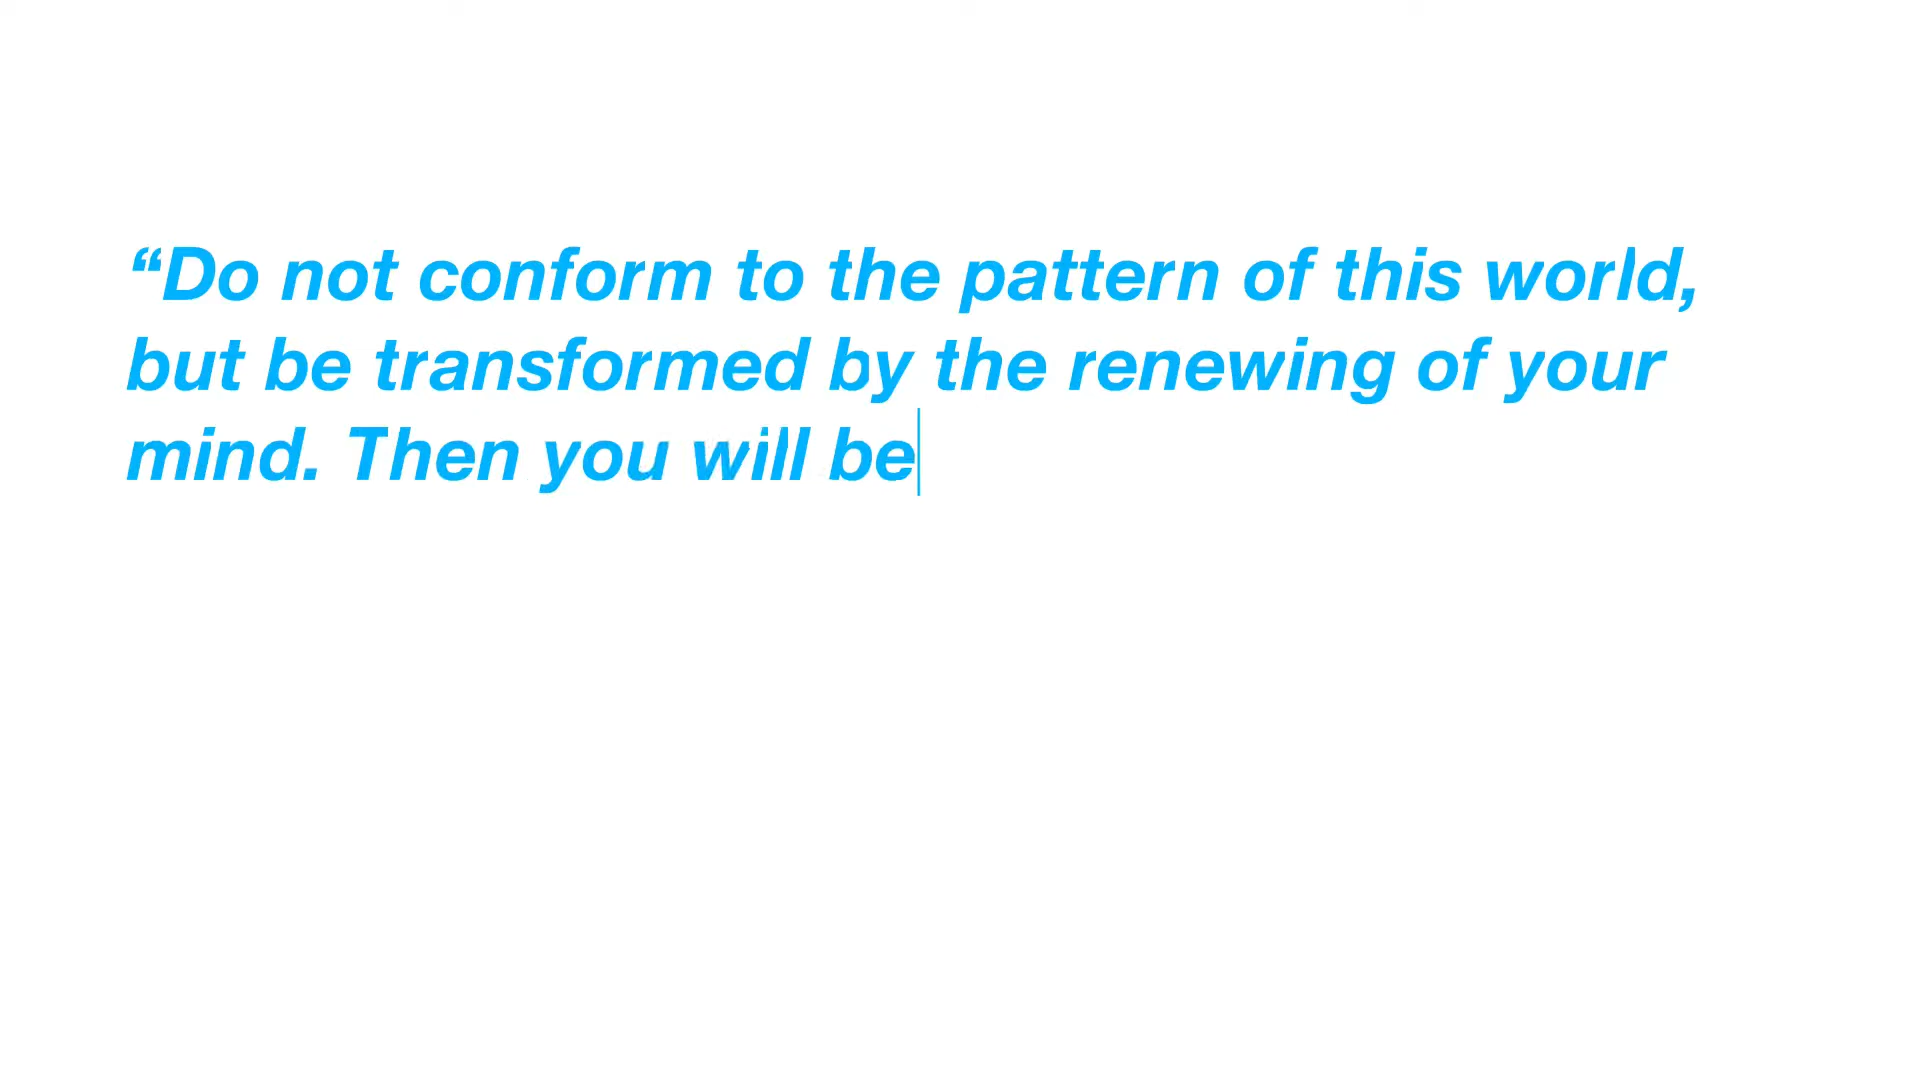 “Do not conform to the pattern of this world,
but be transformed by the renewing of your
mind. Then you will be